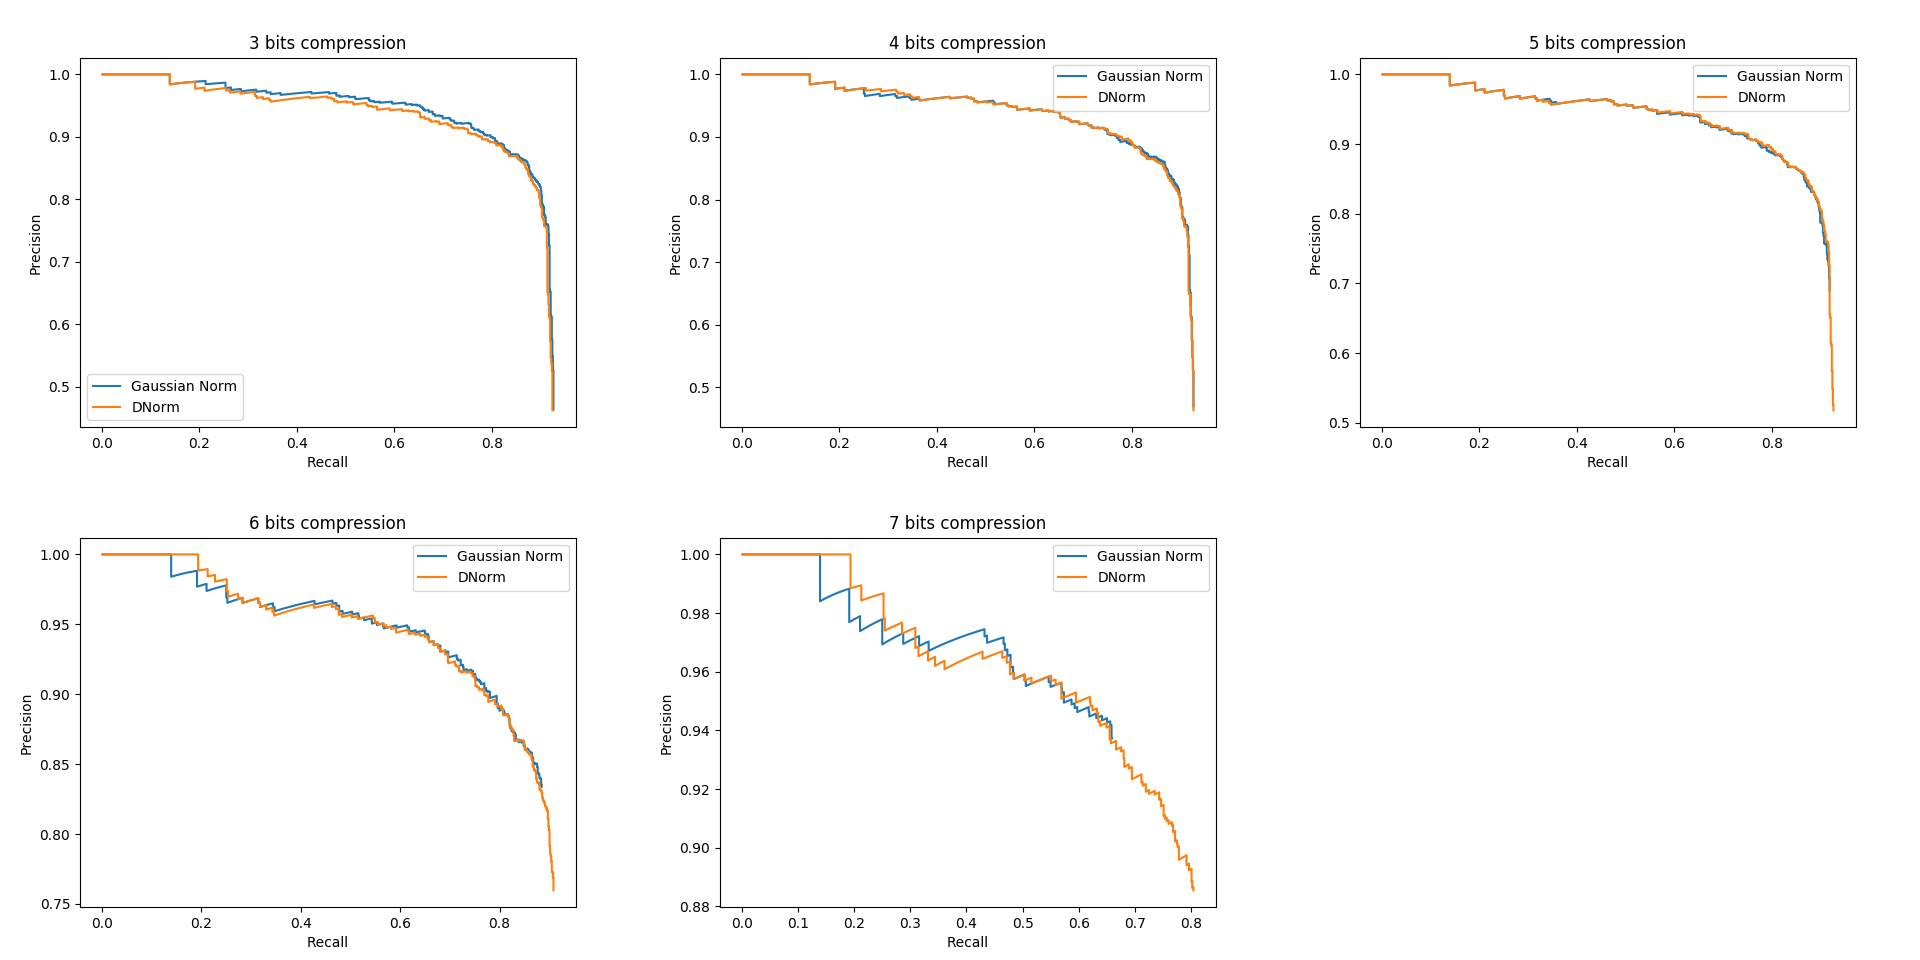 3 bits compression
1.0
0.9
0.8
0.7
0.6
0.5
Precision
Gaussian Norm
DNorm
0.0 0.2 0.4 0.6 0.8
Recall
4 bits compression
1.0
0.9
0.8
0.7
0.6
0.5
Precision
Gaussian Norm
DNorm
0.0 0.2 0.4 0.6 0.8
Recall
5 bits compression
1.0
0.9
0.8
0.7
0.6
0.5
Precision
Gaussian Norm
DNorm
0.0 0.2 0.4 0.6 0.8
Recall
6 bits compression
1.00
0.95
0.90
0.85
0.80
0.75
Precision
Gaussian Norm
DNorm
0.0 0.2 0.4 0.6 0.8
Recall
7 bits compression
1.00
0.98
0.96
0.94
0.92
0.90
0.88
Precision
Gaussian Norm
DNorm
0.0 0.1 0.2 0.3 0.4 0.5 0.6 0.7 0.8
Recall